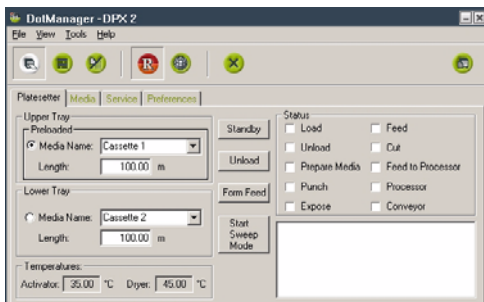 DotManager - DPX 2
File View Tools Help
R
Platesetter Media Service Preferences
Upper Tray
Preloaded
Media Name: Cassette 1
Length: 100.00 m
Lower Tray
Media Name: Cassette 2
Length: 100.00 m
Temperatures:
Activator: 35.00 °C Dryer: 45.00 °C
Standby
Unload
Form Feed
Start
Sweep
Mode
Status
Load Feed
Unload Cut
Prepare Media Feed to Processor
Punch Processor
Expose Conveyor